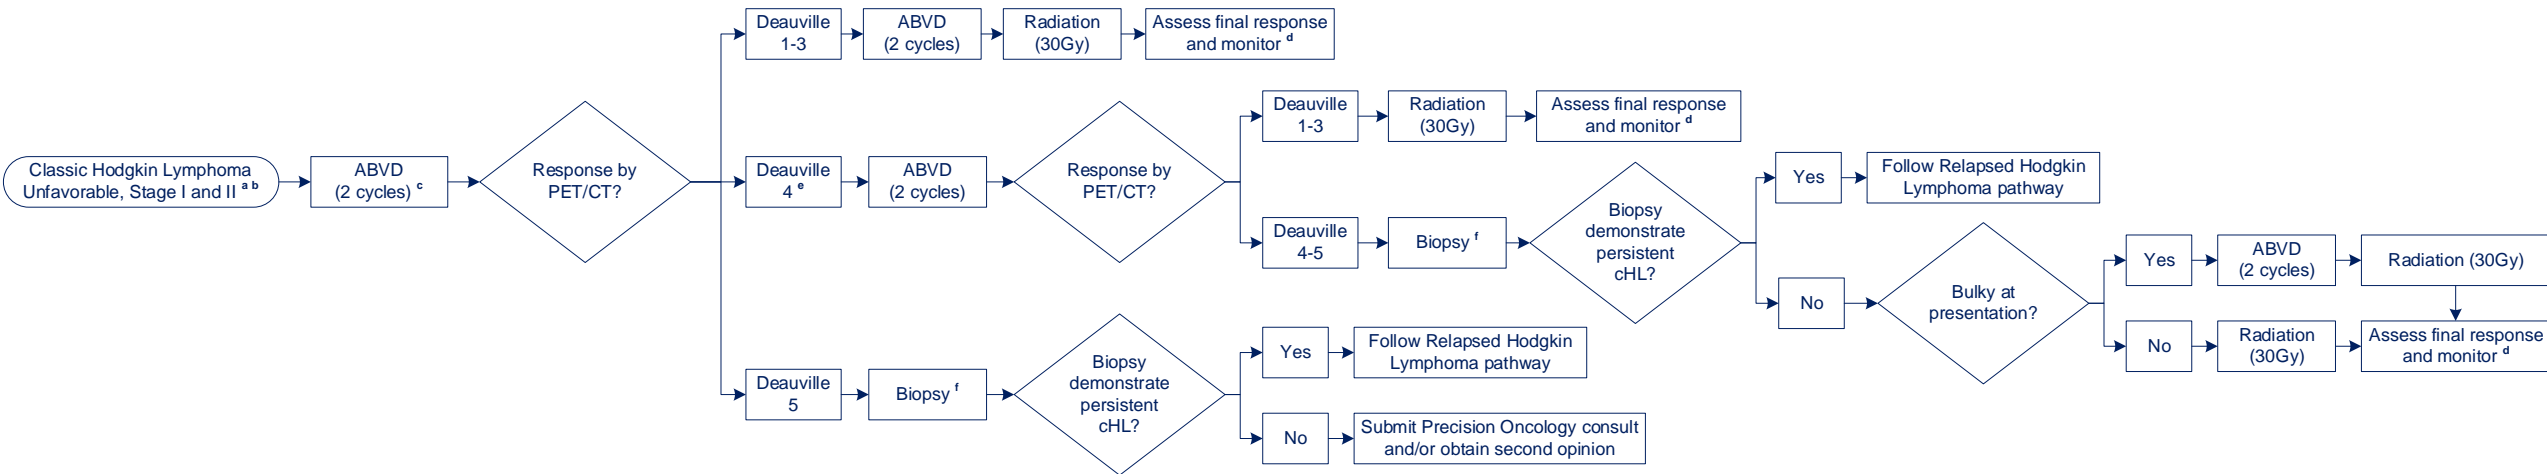 Classic Hodgkin Lymphoma
Unfavorable, Stage I and II a b
ABVD
(2 cycles) c
Response by
PET/CT?
Deauville
1-3
ABVD
(2 cycles)
Radiation
(30Gy)
Assess final response
and monitor d
Deauville
4 e
ABVD
(2 cycles)
Response by
PET/CT?
Deauville
1-3
Radiation
(30Gy)
Assess final response
and monitor d
Deauville
4-5
Biopsy f
Biopsy
demonstrate
persistent
cHL?
Yes
Follow Relapsed Hodgkin
Lymphoma pathway
No
Bulky at
presentation?
Yes
ABVD
(2 cycles)
Radiation (30Gy)
No
Radiation
(30Gy)
Assess final response
and monitor d
Deauville
5
Biopsy f
Biopsy
demonstrate
persistent
cHL?
Yes
Follow Relapsed Hodgkin
Lymphoma pathway
No
Submit Precision Oncology consult
and/or obtain second opinion